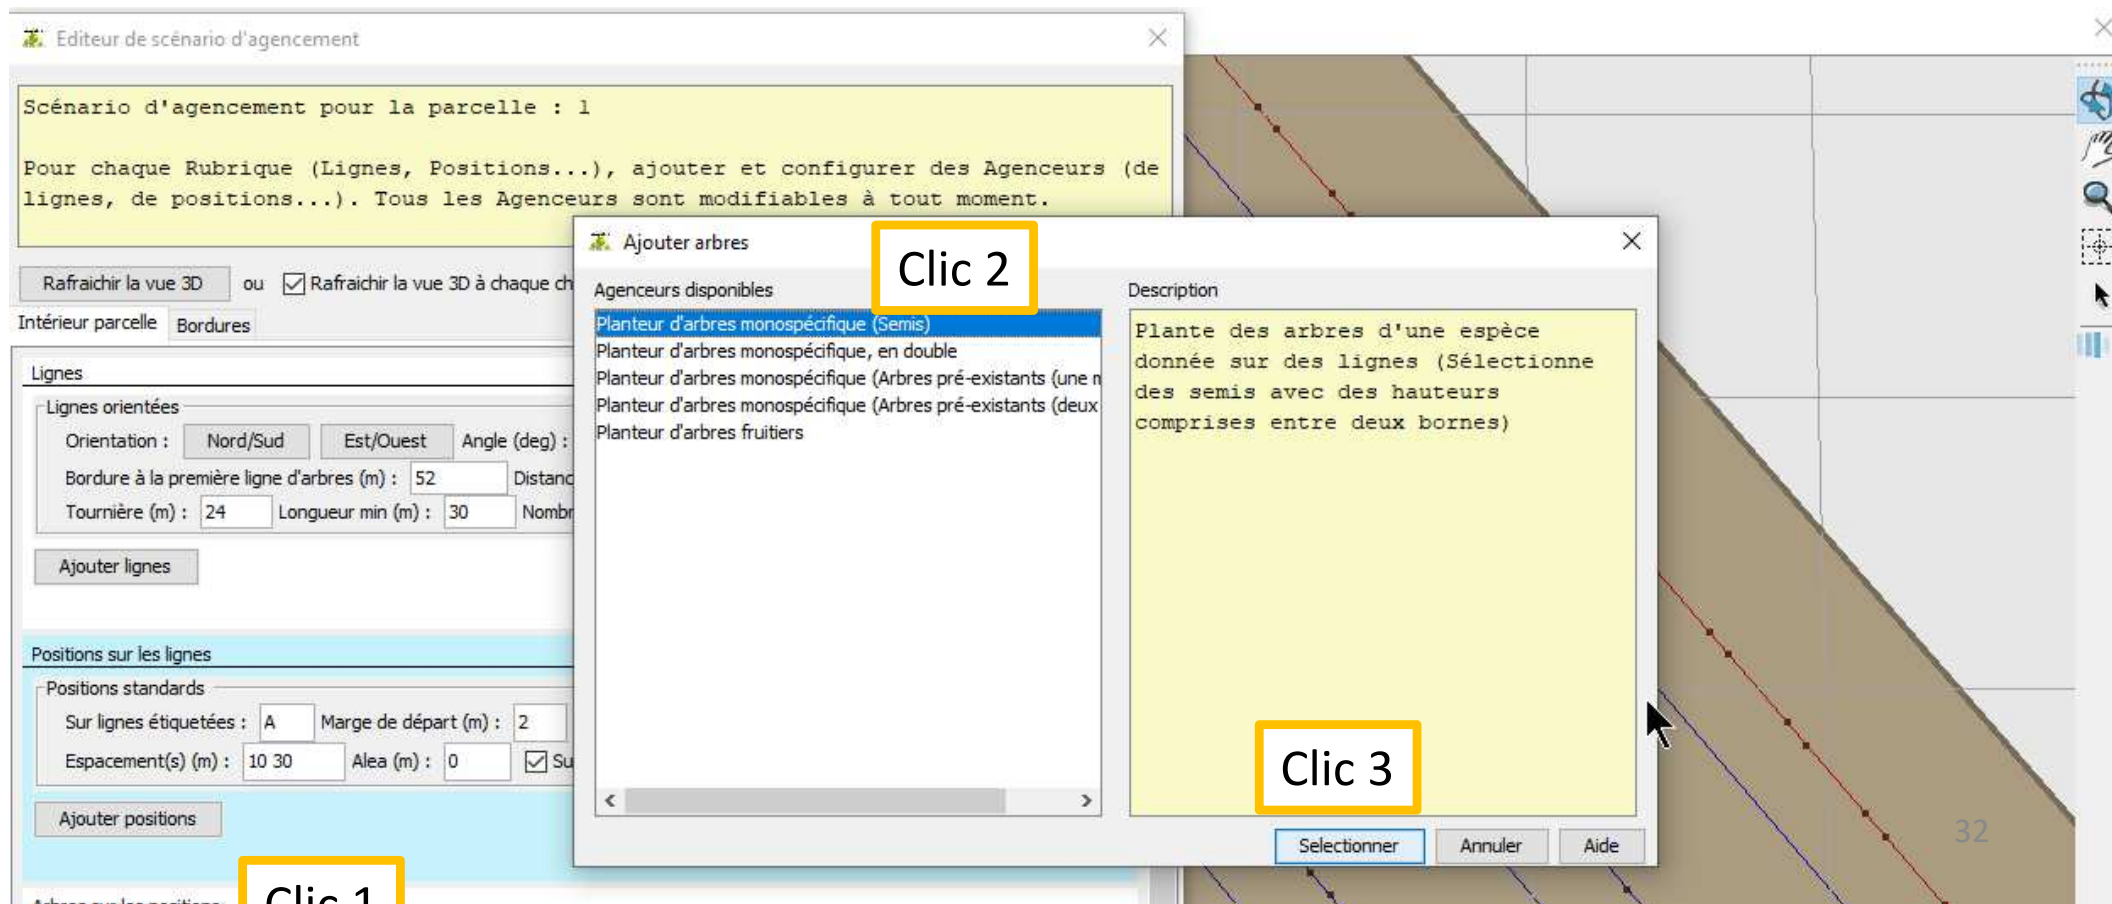 Editeur de scénario d'agencement
Scénario d'agencement pour la parcelle : 1
Pour chaque Rubrique (Lignes, Positions...), ajouter et configurer des Agenceurs (de
lignes, de positions...). Tous les Agenceurs sont modifiables à tout moment.
Rafraichir la vue 3D ou Rafraichir la vue 3D à chaque ch
Intérieur parcelle Bordures
Lignes
Lignes orientées
Orientation : Nord/Sud Est/Ouest Angle (deg) :
Bordure à la première ligne d'arbres (m) : 52 Distanc
Tournière (m) : 24 Longueur min (m) : 30 Nombr
Ajouter lignes
Positions sur les lignes
Positions standards
Sur lignes étiquetées : A Marge de départ (m) : 2
Espacement(s) (m) : 10 30 Alea (m) : 0 Su
Ajouter positions
Clic 1
Ajouter arbres
Clic 2
Agenceurs disponibles
Planteur d'arbres monospécifique (Semis)
Planteur d'arbres monospécifique, en double
Planteur d'arbres monospécifique (Arbres pré-existants (une m
Planteur d'arbres monospécifique (Arbres pré-existants (deux
Planteur d'arbres fruitiers
Description
Plante des arbres d'une espèce
donnée sur des lignes (Sélectionne
des semis avec des hauteurs
comprises entre deux bornes)
Clic 3
Selectionner Annuler Aide
32